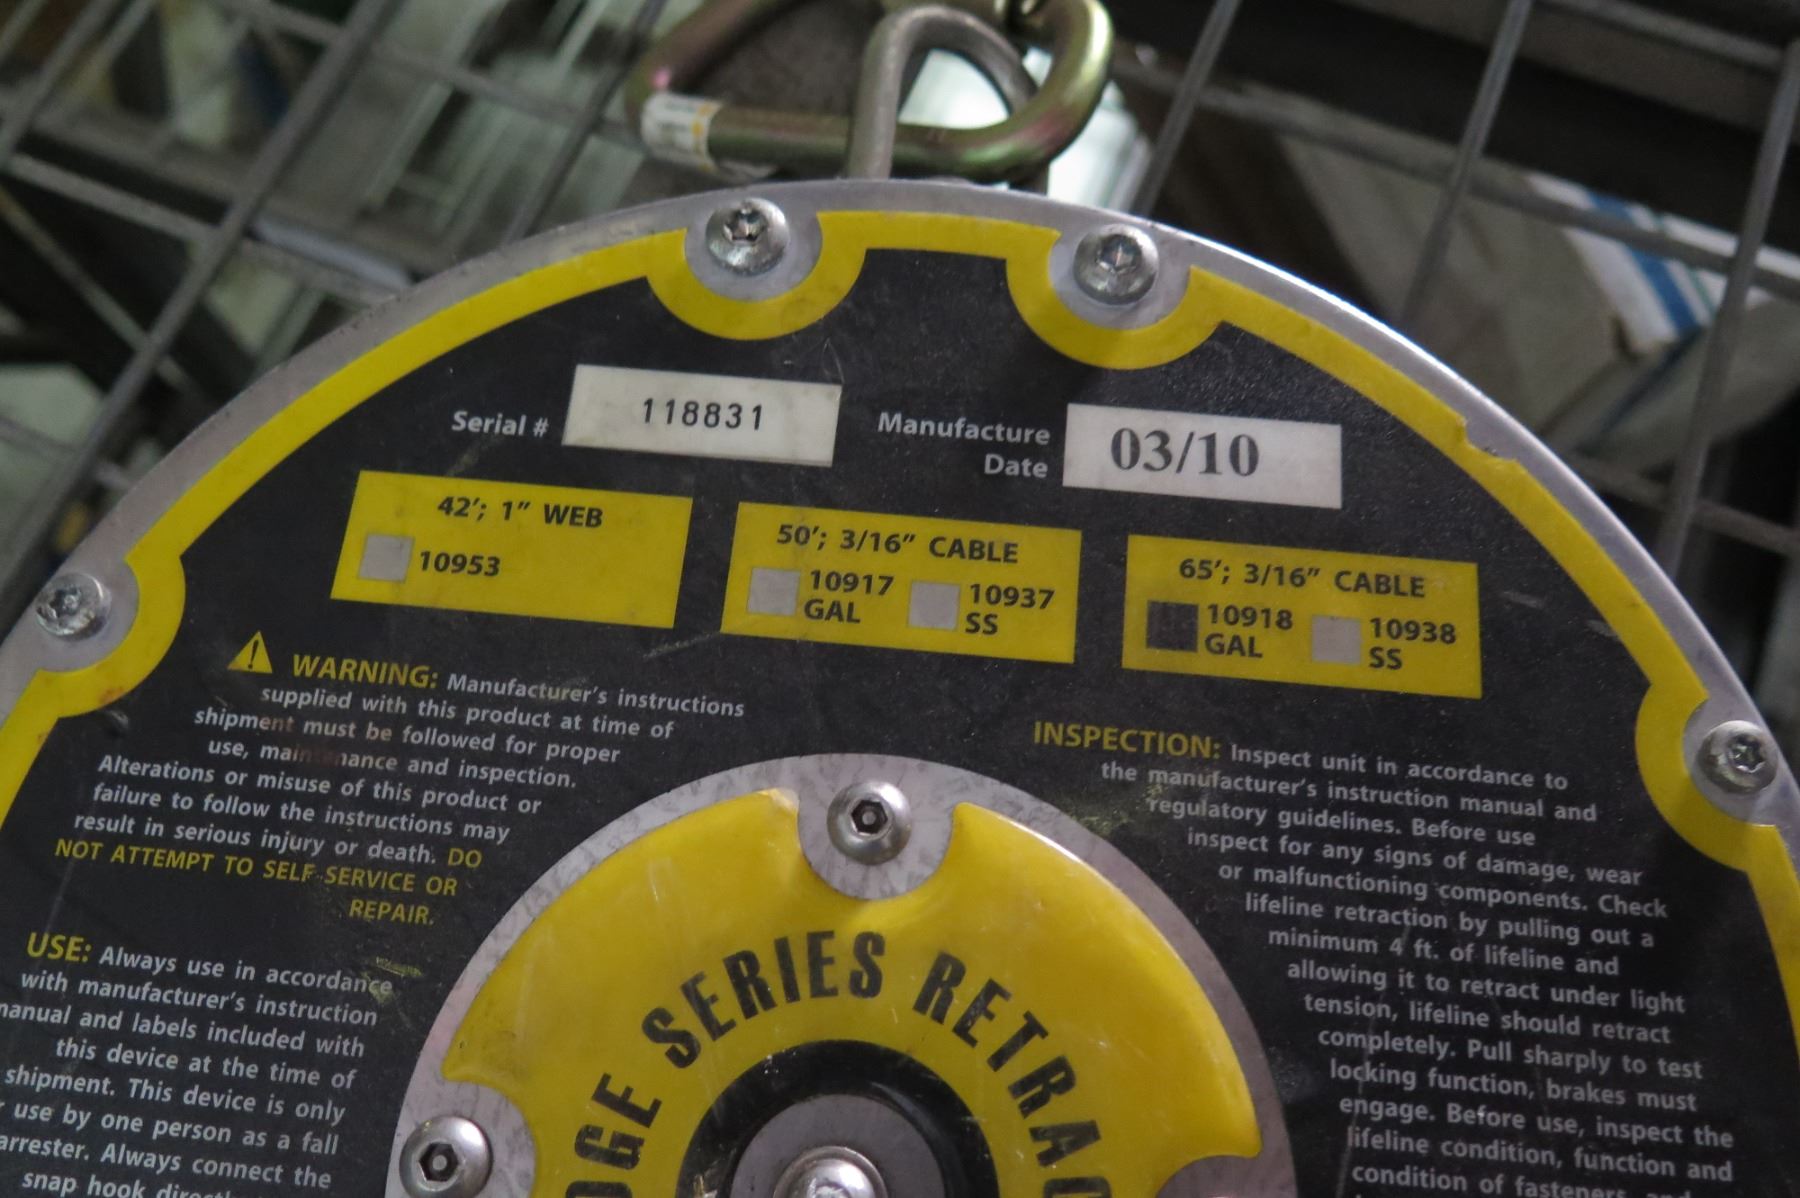 Serial # 118831 Manufacture Date 03/10
42'; 1" WEB
10953
50'; 3/16" CABLE
10917 GAL
10937 SS
65'; 3/16" CABLE
10918 GAL
10938 SS
WARNING: Manufacturer's instructions
supplied with this product at time of
shipment must be followed for proper
use, maintenance and inspection.
Alterations or misuse of this product or
failure to follow the instructions may
result in serious injury or death. DO
NOT ATTEMPT TO SELF-SERVICE OR
REPAIR.
USE: Always use in accordance
with manufacturer's instruction
manual and labels included with
this device at the time of
shipment. This device is only
use by one person as a fall
arrester. Always connect the
snap hook
INSPECTION: Inspect unit in accordance to
the manufacturer's instruction manual and
regulatory guidelines. Before use
inspect for any signs of damage, wear
or malfunctioning components. Check
lifeline retraction by pulling out a
minimum 4 ft. of lifeline and
allowing it to retract under light
tension, lifeline should retract
completely. Pull sharply to test
locking function, brakes must
engage. Before use, inspect the
lifeline condition, function and
condition of fasteners
SERIES